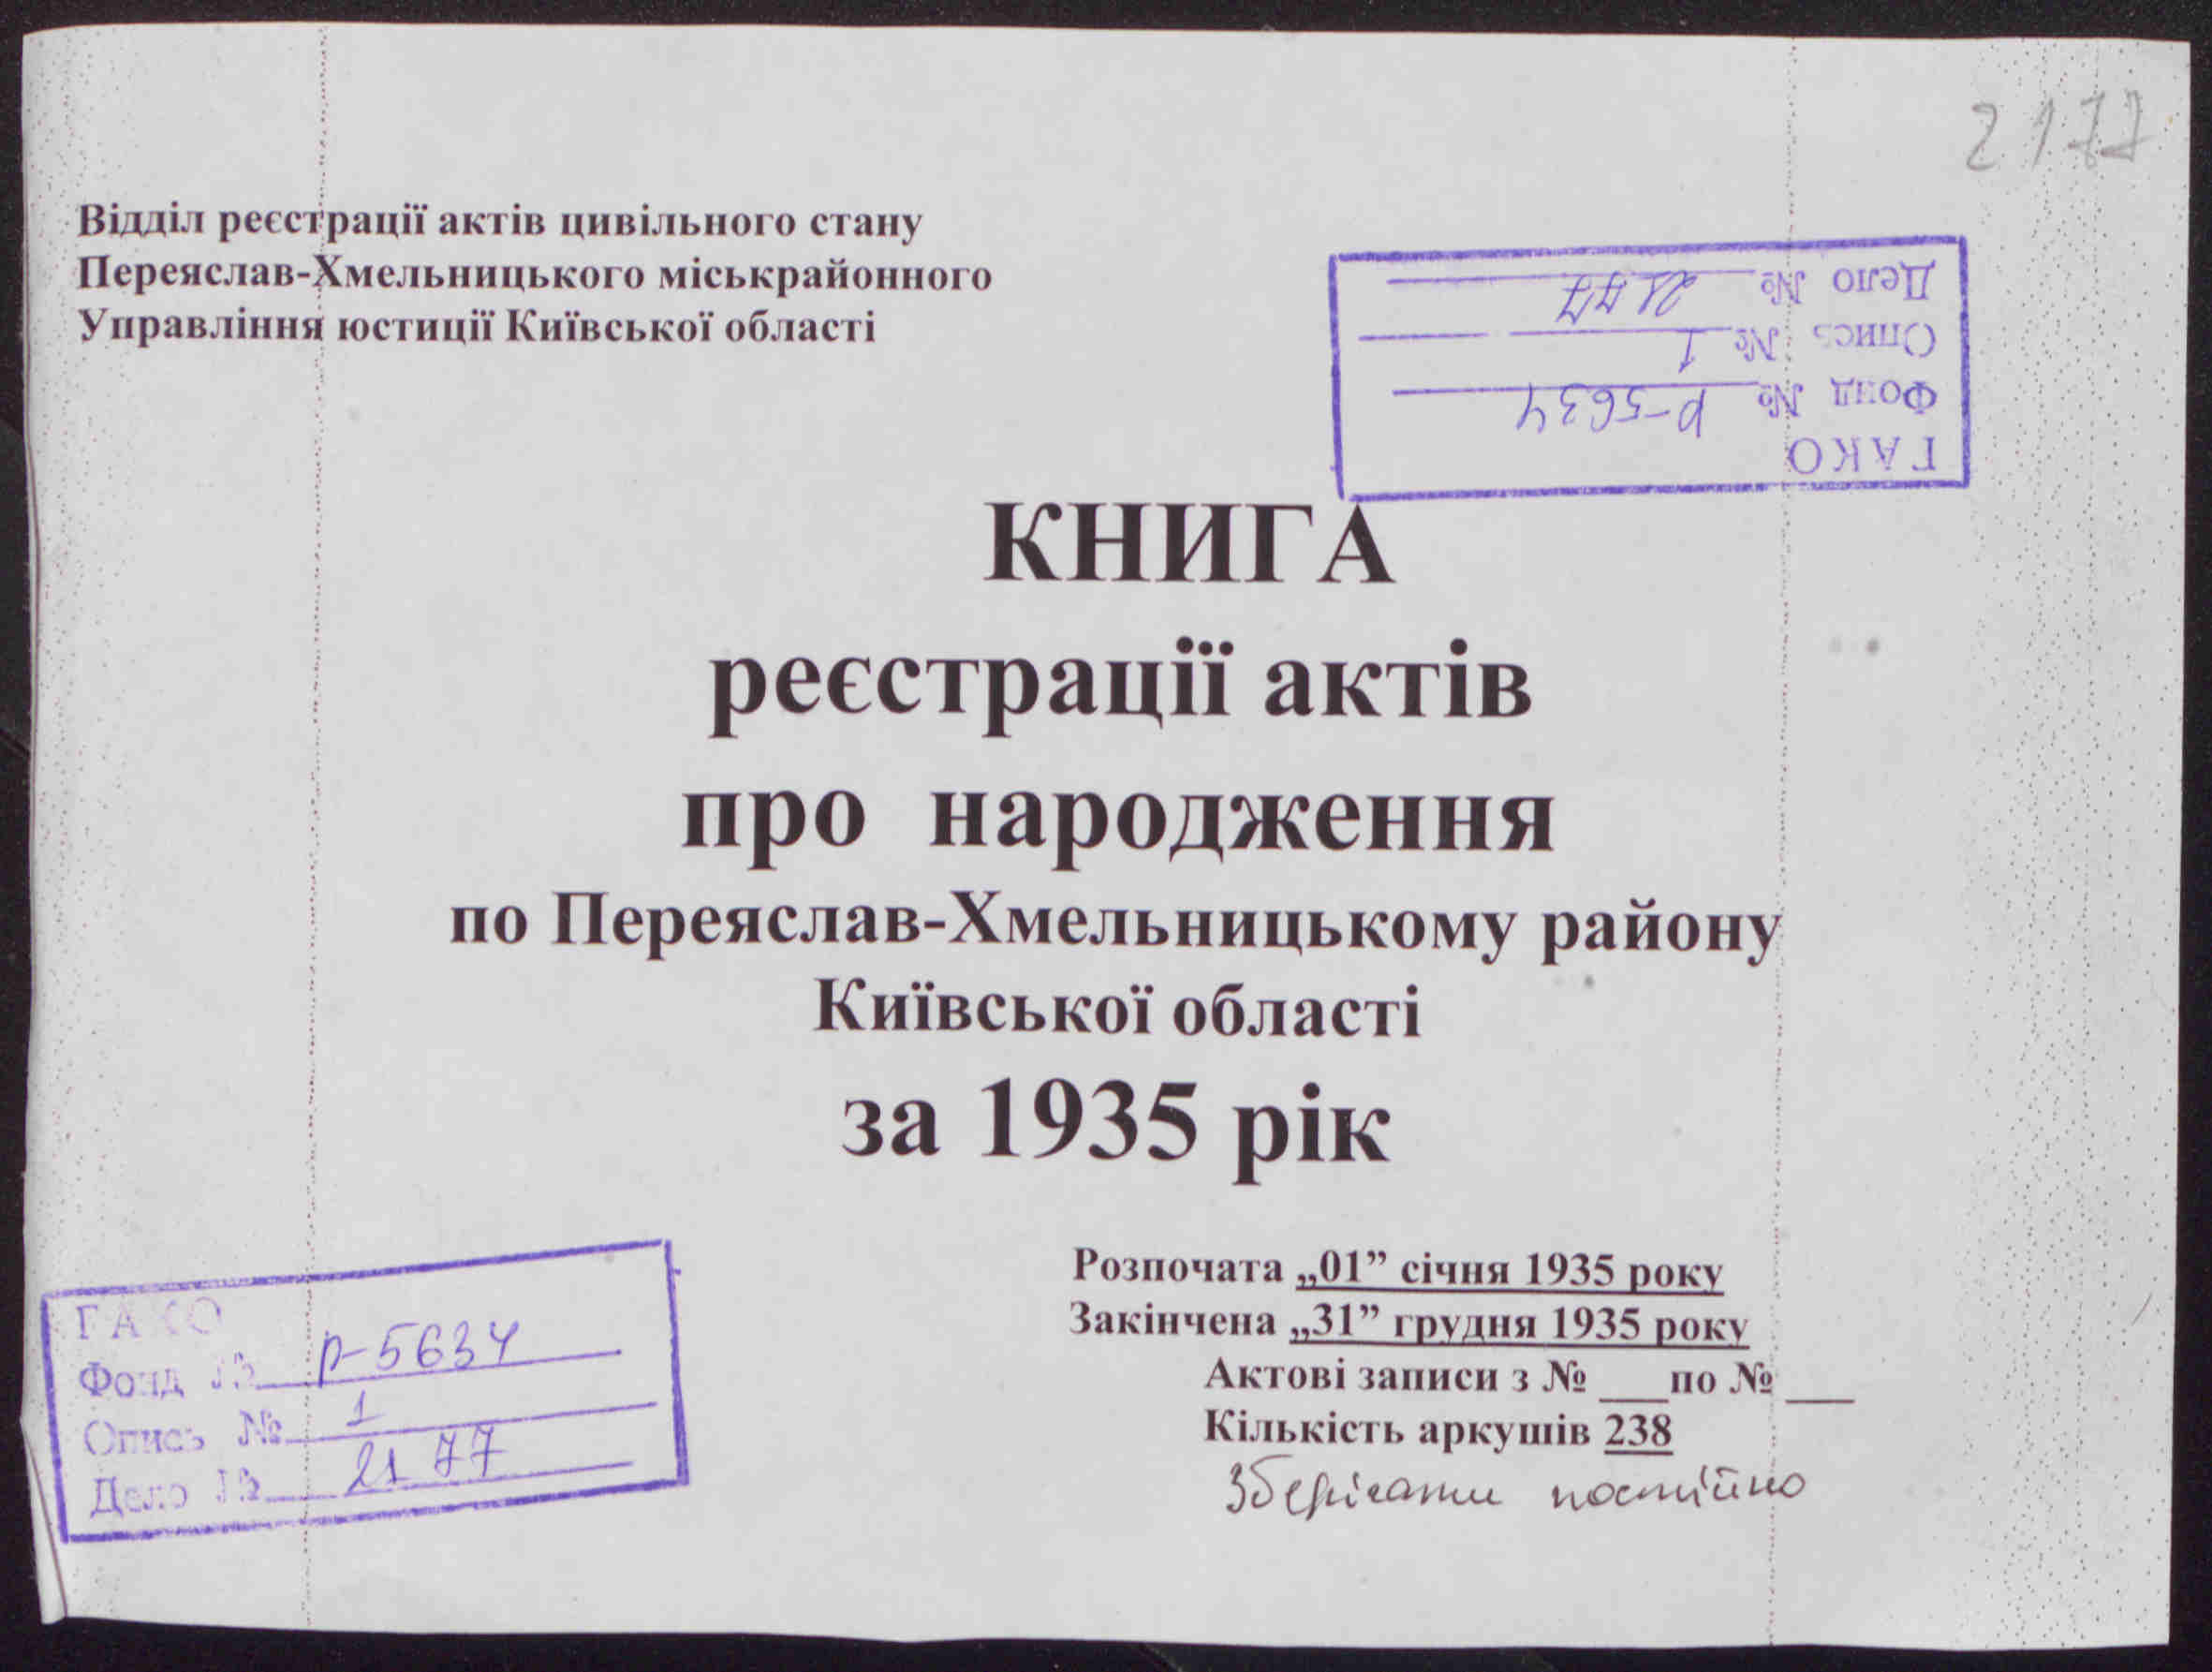 2177
Відділ реєстрації актів цивільного стану
Переяслав-Хмельницького міськрайонного
Управління юстиції Київської області
ГАКО
Фонд № Р-5634
Опись № 1
Дело № 2177
КНИГА
реєстрації актів
про народження
по Переяслав-Хмельницькому району
Київської області
за 1935 рік
Розпочата „01” січня 1935 року
Закінчена „31” грудня 1935 року
Актові записи з № ___по № ___
Кількість аркушів 238
Зберігати постійно
ГАКО
Фонд № Р-5634
Опись № 1
Дело № 2177